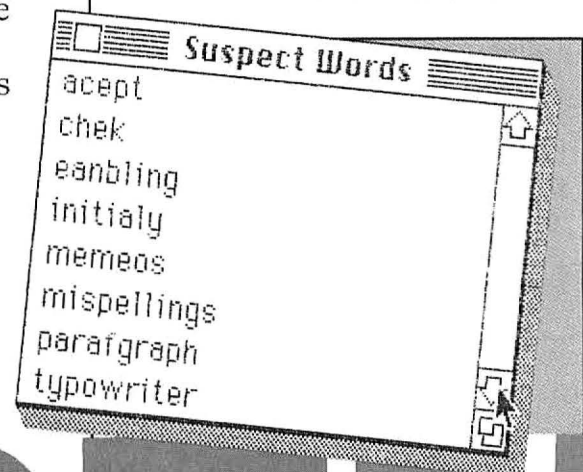 e
s
Suspect Words
acept
chek
eanbling
initialy
memeos
mispellings
parafgraph
typowriter